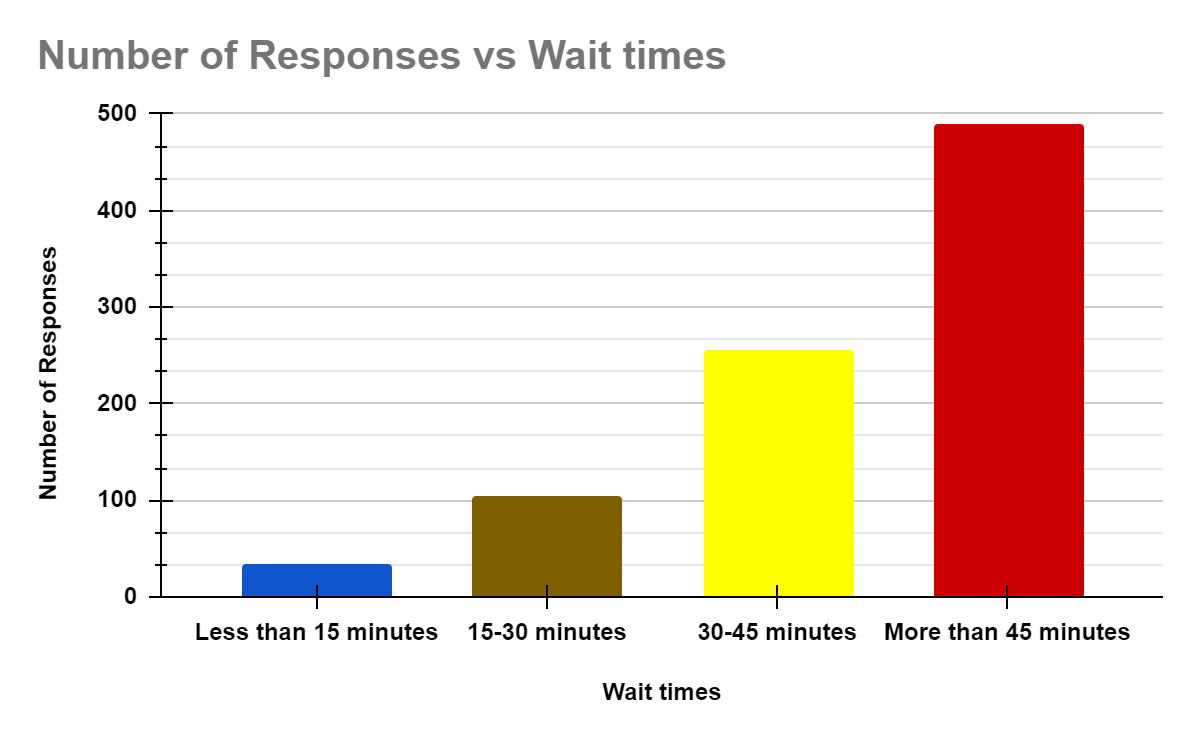 Number of Responses vs Wait times
500
400
300
200
100
0
Number of Responses
Less than 15 minutes
15-30 minutes
30-45 minutes
More than 45 minutes
Wait times